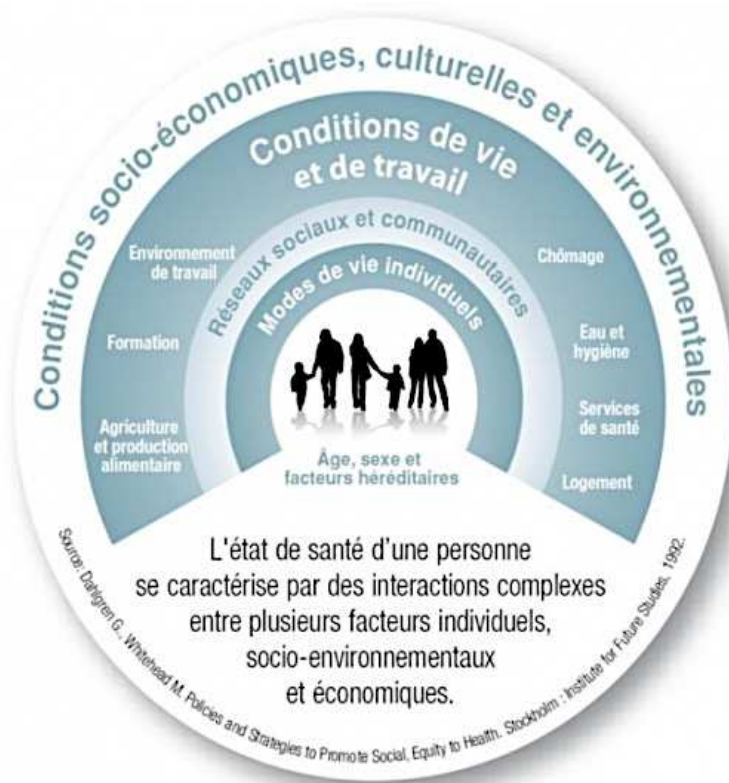 Conditions socio-économiques, culturelles et environnementales
Conditions de vie
et de travail
Réseaux sociaux et communautaires
Modes de vie individuels
Environnement
de travail
Formation
Agriculture
et production
alimentaire
Chômage
Eau et
hygiène
Services
de santé
Logement
Âge, sexe et
facteurs héréditaires
L'état de santé d'une personne
se caractérise par des interactions complexes
entre plusieurs facteurs individuels,
socio-environnementaux
et économiques.
Source: Dahlgren G., Whitehead M. Policies and Strategies to Promote Social, Equity to Health. Stockholm : Institute for Future Studies, 1992.